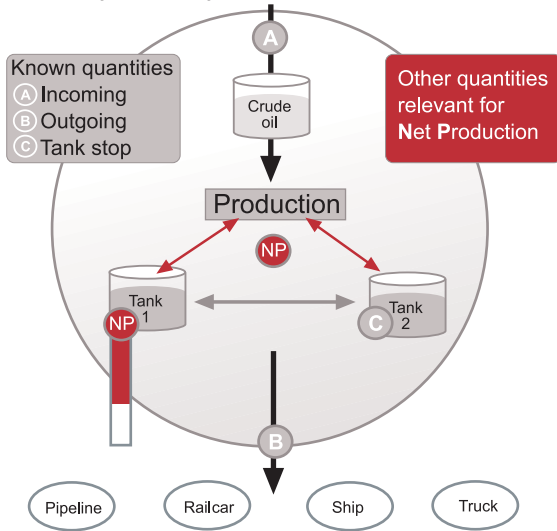 A
Known quantities
A Incoming
B Outgoing
C Tank stop
Crude
oil
Other quantities
relevant for
Net Production
Production
NP
NP
Tank
1
C
Tank
2
B
Pipeline
Railcar
Ship
Truck